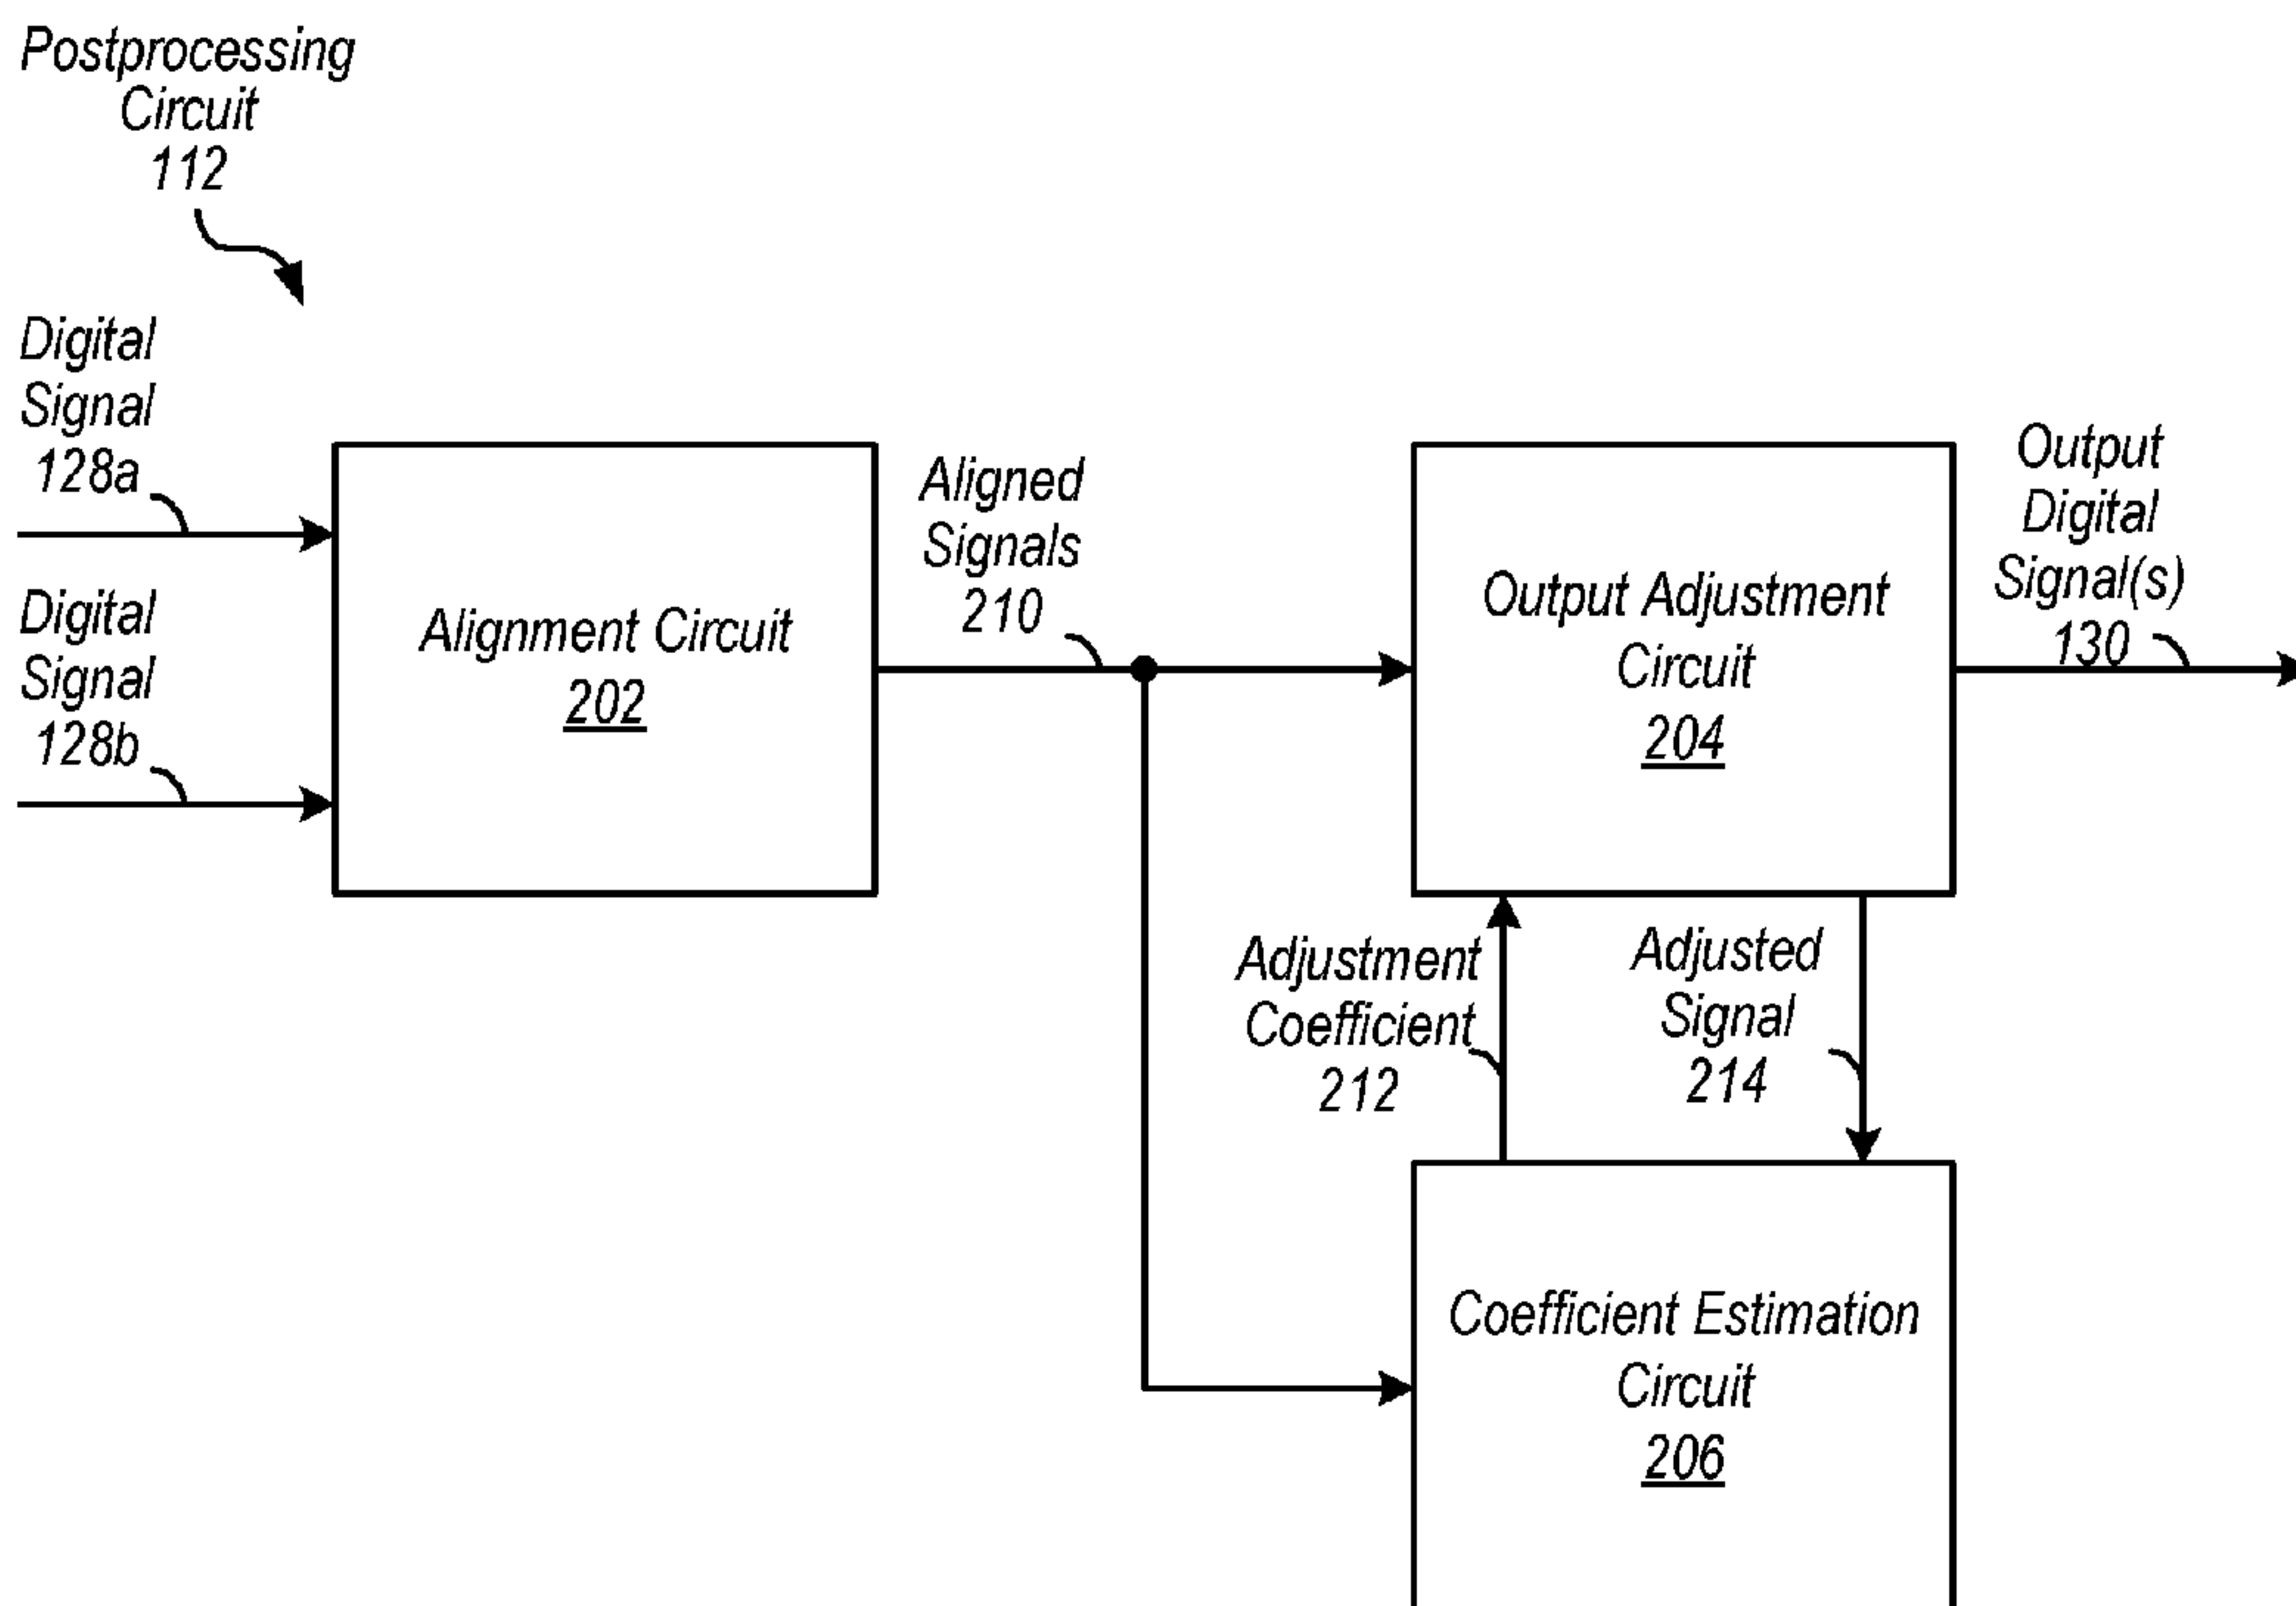 Postprocessing
Circuit
112
Digital
Signal
128a
Digital
Signal
128b
Alignment Circuit
202
Aligned
Signals
210
Output Adjustment
Circuit
204
Output
Digital
Signal(s)
130
Adjustment
Coefficient
212
Adjusted
Signal
214
Coefficient Estimation
Circuit
206